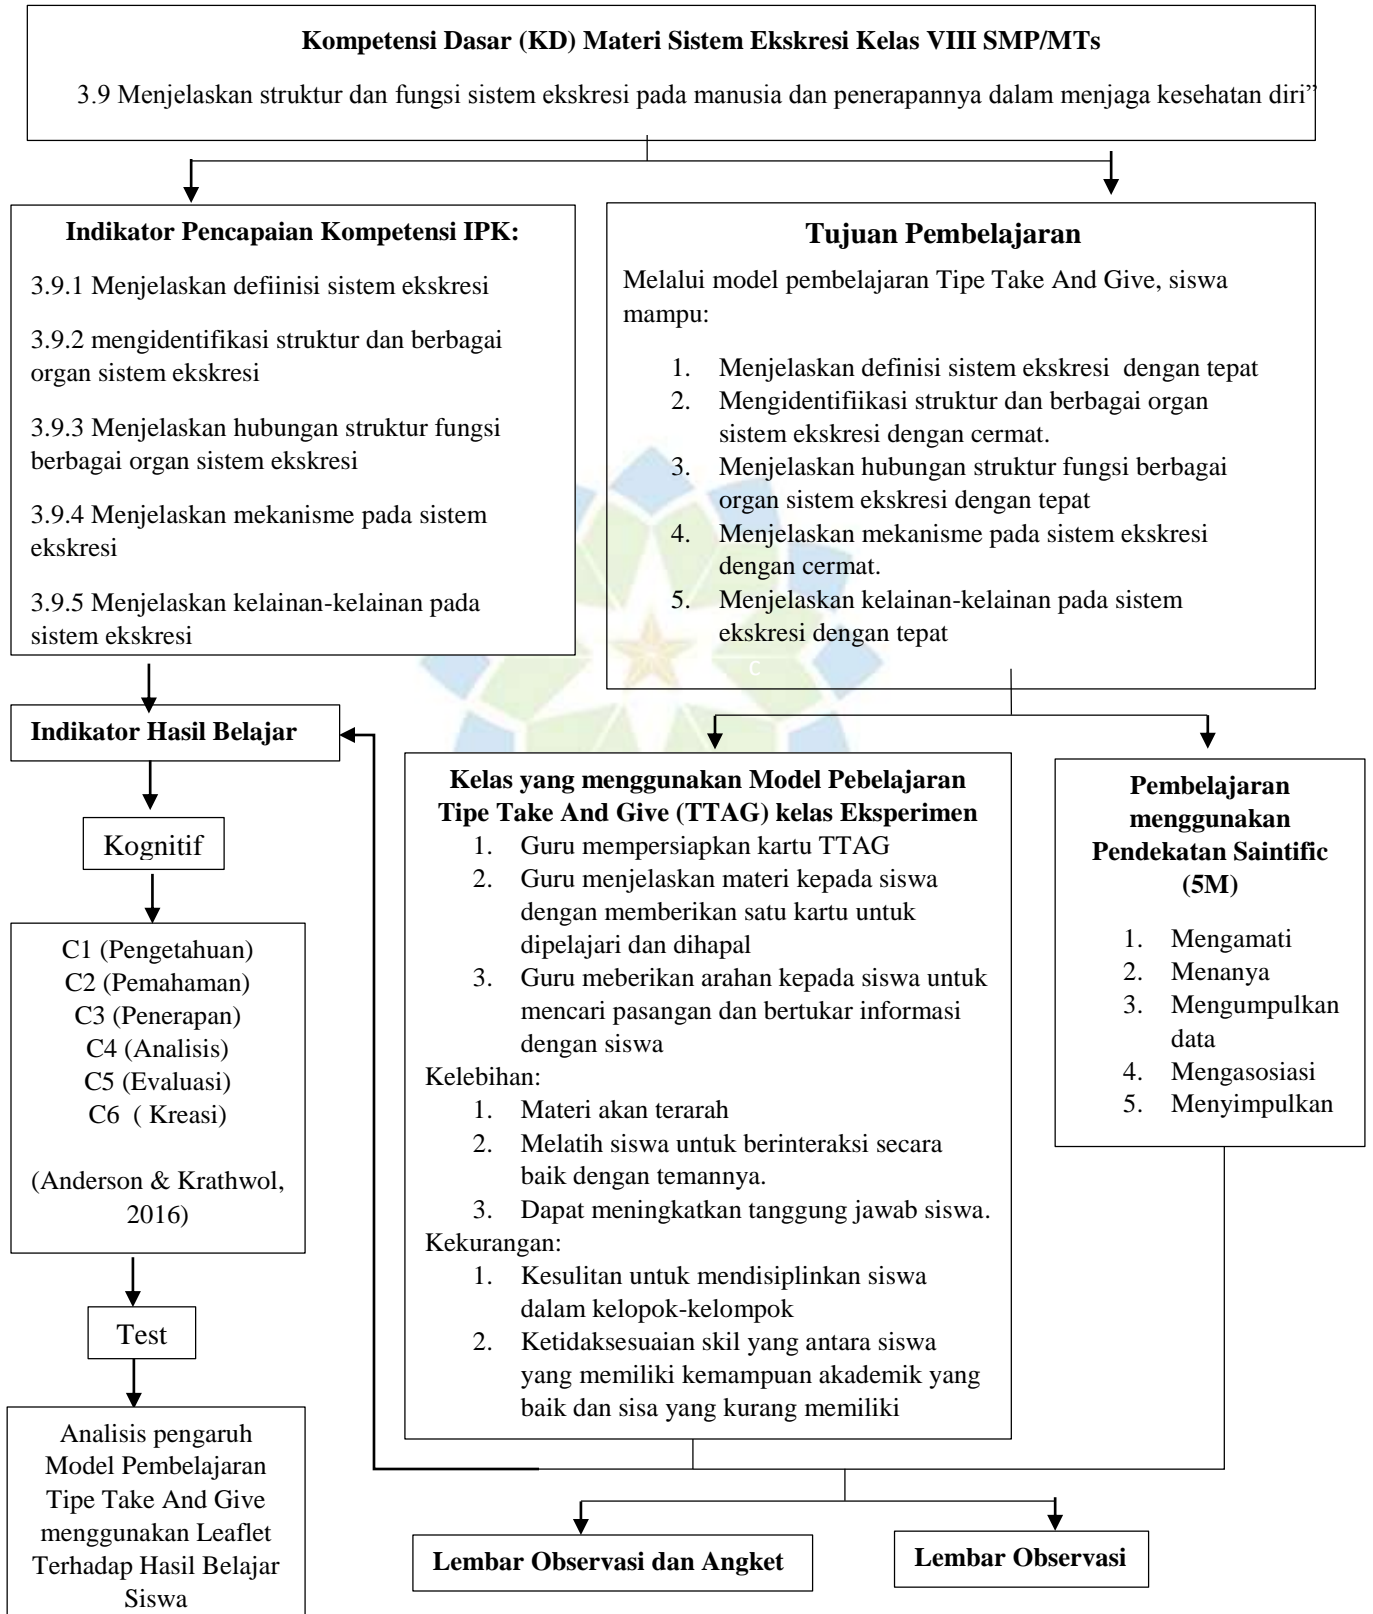 Kompetensi Dasar (KD) Materi Sistem Ekskresi Kelas VIII SMP/MTs
3.9 Menjelaskan struktur dan fungsi sistem ekskresi pada manusia dan penerapannya dalam menjaga kesehatan diri”
Indikator Pencapaian Kompetensi IPK:
3.9.1 Menjelaskan defiinisi sistem ekskresi
3.9.2 mengidentifikasi struktur dan berbagai
organ sistem ekskresi
3.9.3 Menjelaskan hubungan struktur fungsi
berbagai organ sistem ekskresi
3.9.4 Menjelaskan mekanisme pada sistem
ekskresi
3.9.5 Menjelaskan kelainan-kelainan pada
sistem ekskresi
Tujuan Pembelajaran
Melalui model pembelajaran Tipe Take And Give, siswa
mampu:
1. Menjelaskan definisi sistem ekskresi dengan tepat
2. Mengidentifiikasi struktur dan berbagai organ
sistem ekskresi dengan cermat.
3. Menjelaskan hubungan struktur fungsi berbagai
organ sistem ekskresi dengan tepat
4. Menjelaskan mekanisme pada sistem ekskresi
dengan cermat.
5. Menjelaskan kelainan-kelainan pada sistem
ekskresi dengan tepat
C
Indikator Hasil Belajar
Kognitif
C1 (Pengetahuan)
C2 (Pemahaman)
C3 (Penerapan)
C4 (Analisis)
C5 (Evaluasi)
C6 ( Kreasi)
(Anderson & Krathwol,
2016)
Test
Analisis pengaruh
Model Pembelajaran
Tipe Take And Give
menggunakan Leaflet
Terhadap Hasil Belajar
Siswa
Kelas yang menggunakan Model Pebelajaran
Tipe Take And Give (TTAG) kelas Eksperimen
1. Guru mempersiapkan kartu TTAG
2. Guru menjelaskan materi kepada siswa
dengan memberikan satu kartu untuk
dipelajari dan dihapal
3. Guru meberikan arahan kepada siswa untuk
mencari pasangan dan bertukar informasi
dengan siswa
Kelebihan:
1. Materi akan terarah
2. Melatih siswa untuk berinteraksi secara
baik dengan temannya.
3. Dapat meningkatkan tanggung jawab siswa.
Kekurangan:
1. Kesulitan untuk mendisiplinkan siswa
dalam kelopok-kelompok
2. Ketidaksesuaian skil yang antara siswa
yang memiliki kemampuan akademik yang
baik dan sisa yang kurang memiliki
Pembelajaran
menggunakan
Pendekatan Saintific
(5M)
1. Mengamati
2. Menanya
3. Mengumpulkan
data
4. Mengasosiasi
5. Menyimpulkan
Lembar Observasi dan Angket
Lembar Observasi